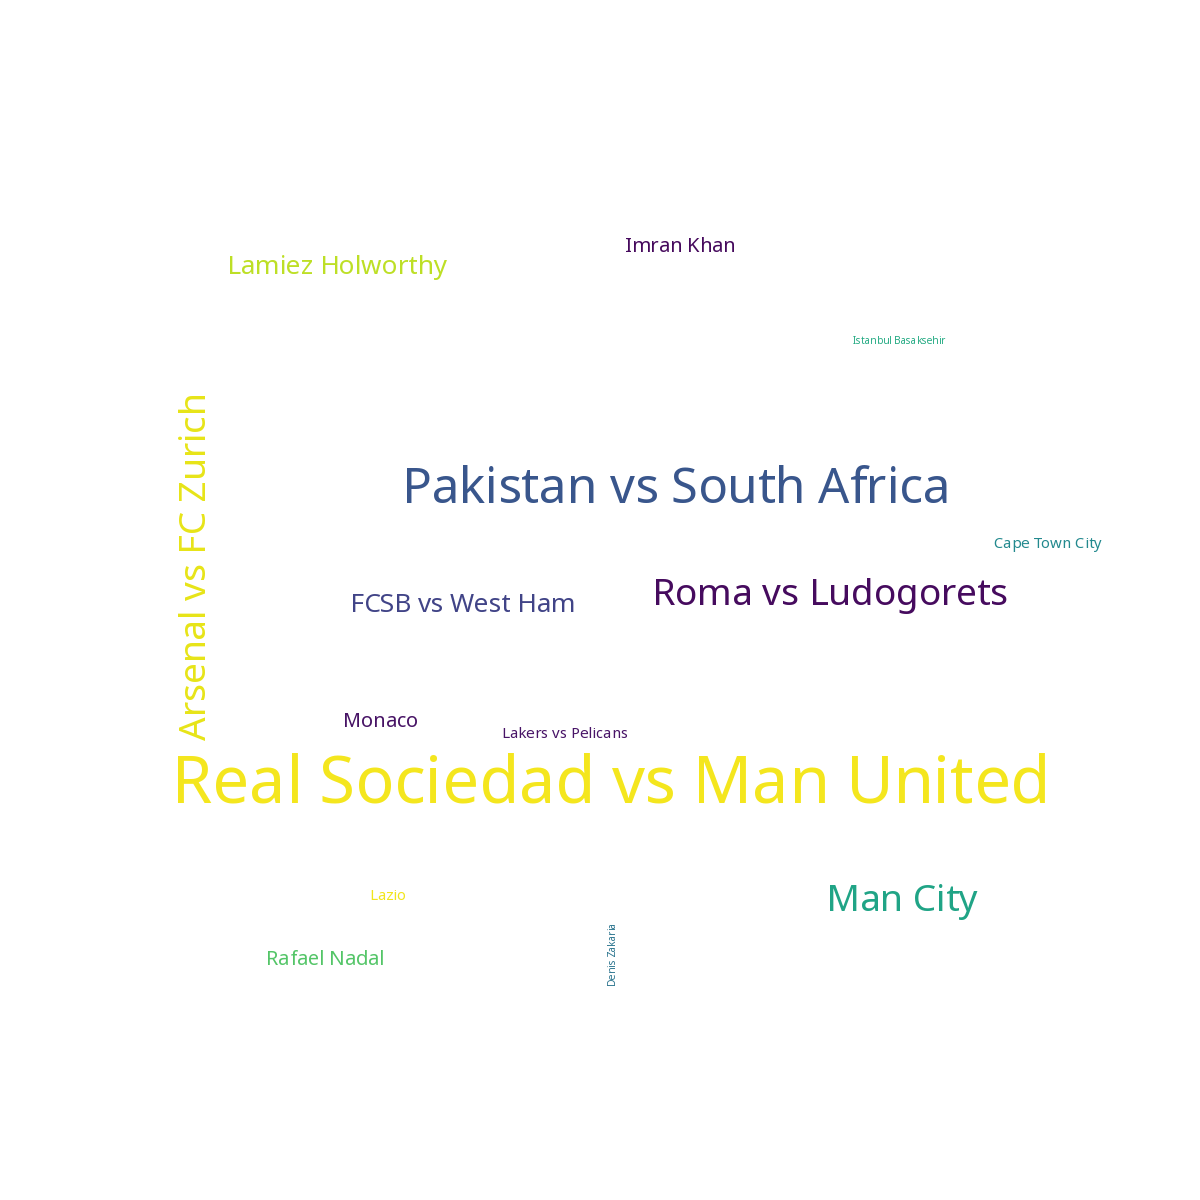 Imran Khan
Lamiez Holworthy
Istanbul Basaksehir
Arsenal vs FC Zurich
Pakistan vs South Africa
Cape Town City
Roma vs Ludogorets
FCSB vs West Ham
Monaco
Lakers vs Pelicans
Real Sociedad vs Man United
Lazio
Man City
Rafael Nadal
Denis Zakaria